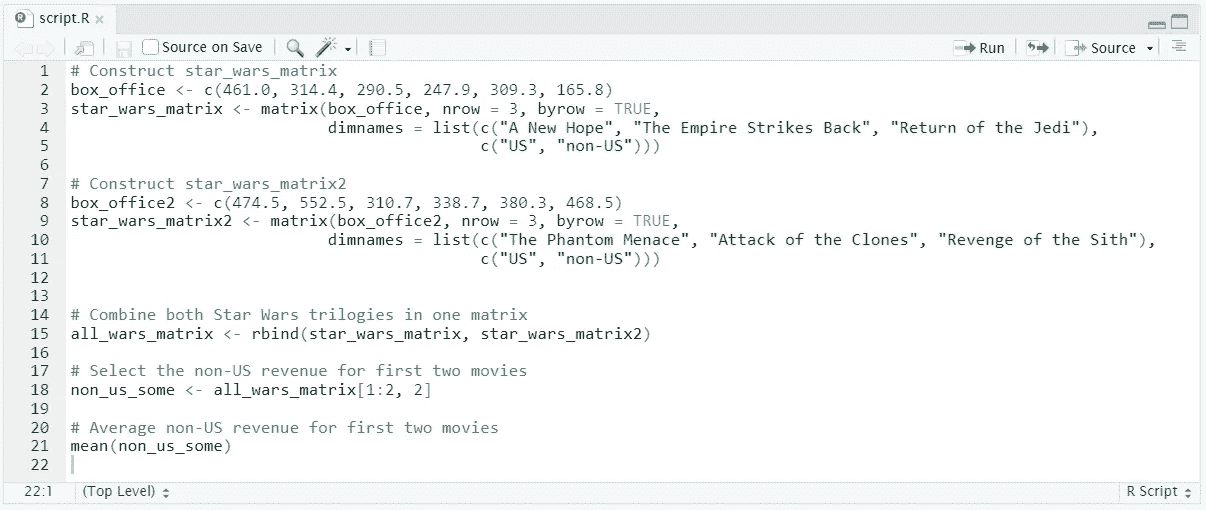 script.R
Source on Save Run Source
1 # Construct star_wars_matrix
2 box_office <- c(461.0, 314.4, 290.5, 247.9, 309.3, 165.8)
3 star_wars_matrix <- matrix(box_office, nrow = 3, byrow = TRUE,
4 dimnames = list(c("A New Hope", "The Empire Strikes Back", "Return of the Jedi"),
5 c("US", "non-US")))
6
7 # Construct star_wars_matrix2
8 box_office2 <- c(474.5, 552.5, 310.7, 338.7, 380.3, 468.5)
9 star_wars_matrix2 <- matrix(box_office2, nrow = 3, byrow = TRUE,
10 dimnames = list(c("The Phantom Menace", "Attack of the Clones", "Revenge of the Sith"),
11 c("US", "non-US")))
12
13
14 # Combine both Star Wars trilogies in one matrix
15 all_wars_matrix <- rbind(star_wars_matrix, star_wars_matrix2)
16
17 # Select the non-US revenue for first two movies
18 non_us_some <- all_wars_matrix[1:2, 2]
19
20 # Average non-US revenue for first two movies
21 mean(non_us_some)
22
22:1 (Top Level) R Script